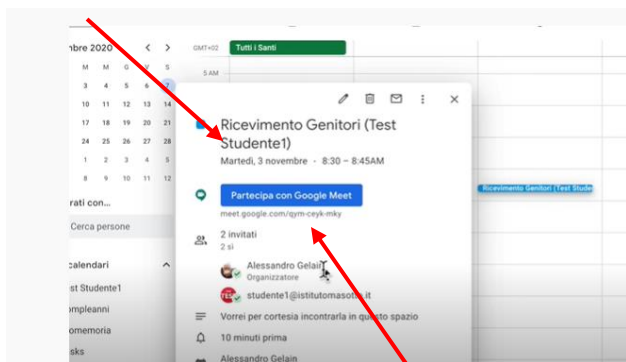 mbre 2020
GMT+02
Tutti i Santi
M M G V S
5 AM
3 4 5 6 7
10 11 12 13 14
17 18 19 20 21
24 25 26 27 28
1 2 3 4 5
8 9 10 11 12
Ricevimento Genitori (Test
Studente1)
Martedì, 3 novembre · 8:30 – 8:45AM
Partecipa con Google Meet
meet.google.com/qym-ceyk-mky
Ricevimento Genitori (Test Stude
rati con...
Cerca persone
2 invitati
2 sì
calendari
Alessandro Gelain
Organizzatore
st Studente1
studente1@istitutomasotto.it
ompleanni
Vorrei per cortesia incontrarla in questo spazio
omemoria
10 minuti prima
sks
Alessandro Gelain